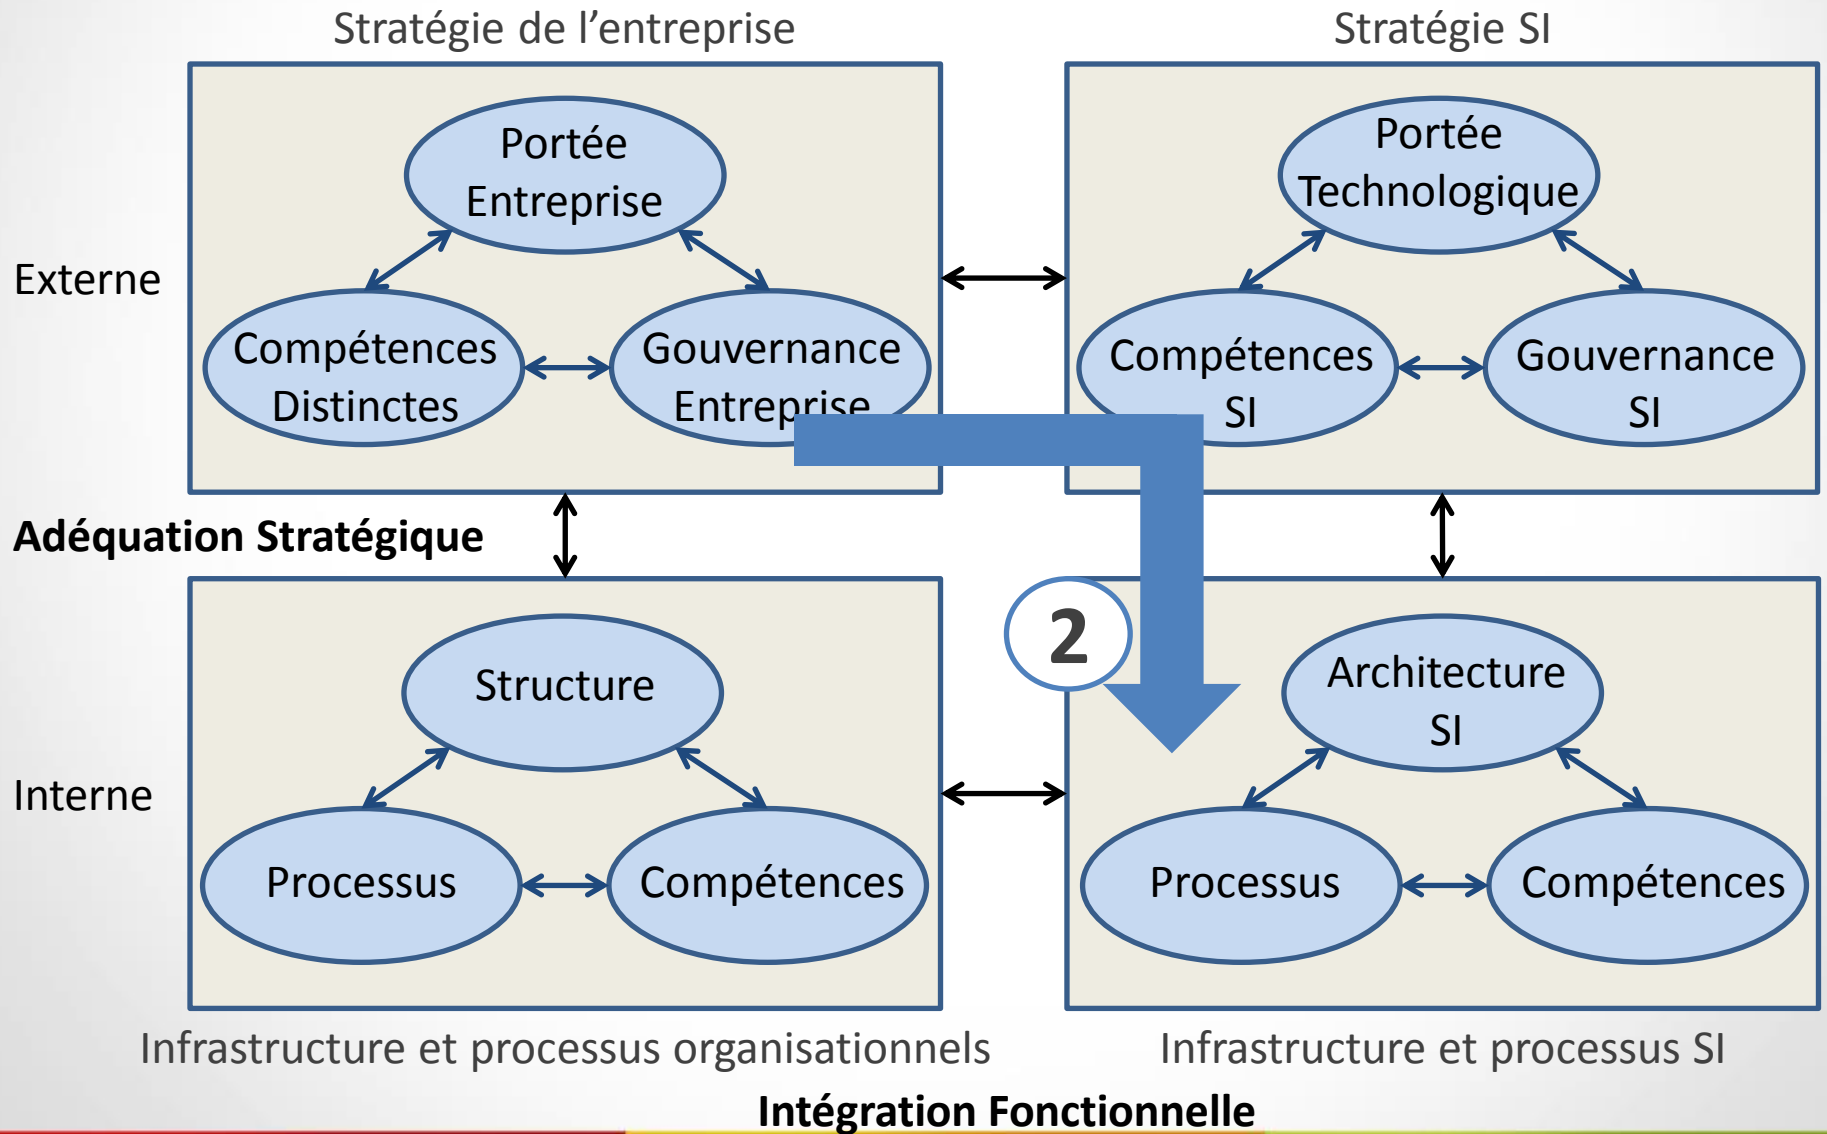 Stratégie de l’entreprise
Stratégie SI
Portée
Entreprise
Portée
Technologique
Externe
Compétences
Distinctes
Gouvernance
Entreprise
Compétences
SI
Gouvernance
SI
Adéquation Stratégique
2
Structure
Architecture
SI
Interne
Processus
Compétences
Processus
Compétences
Infrastructure et processus organisationnels
Infrastructure et processus SI
Intégration Fonctionnelle